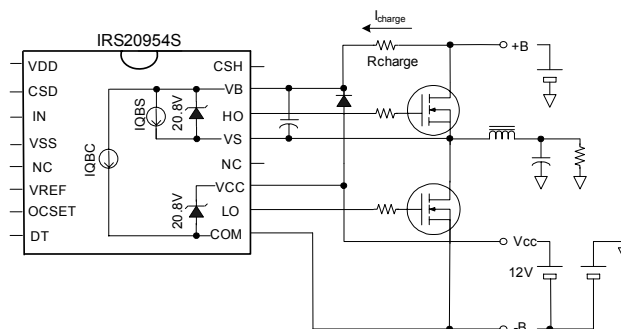 IRS20954S
I charge
Rcharge
+B
VDD
CSD
IN
VSS
NC
VREF
OCSET
DT
IQBC
IQBS
20.8V
20.8V
CSH
VB
HO
VS
NC
VCC
LO
COM
Vcc
12V
-B